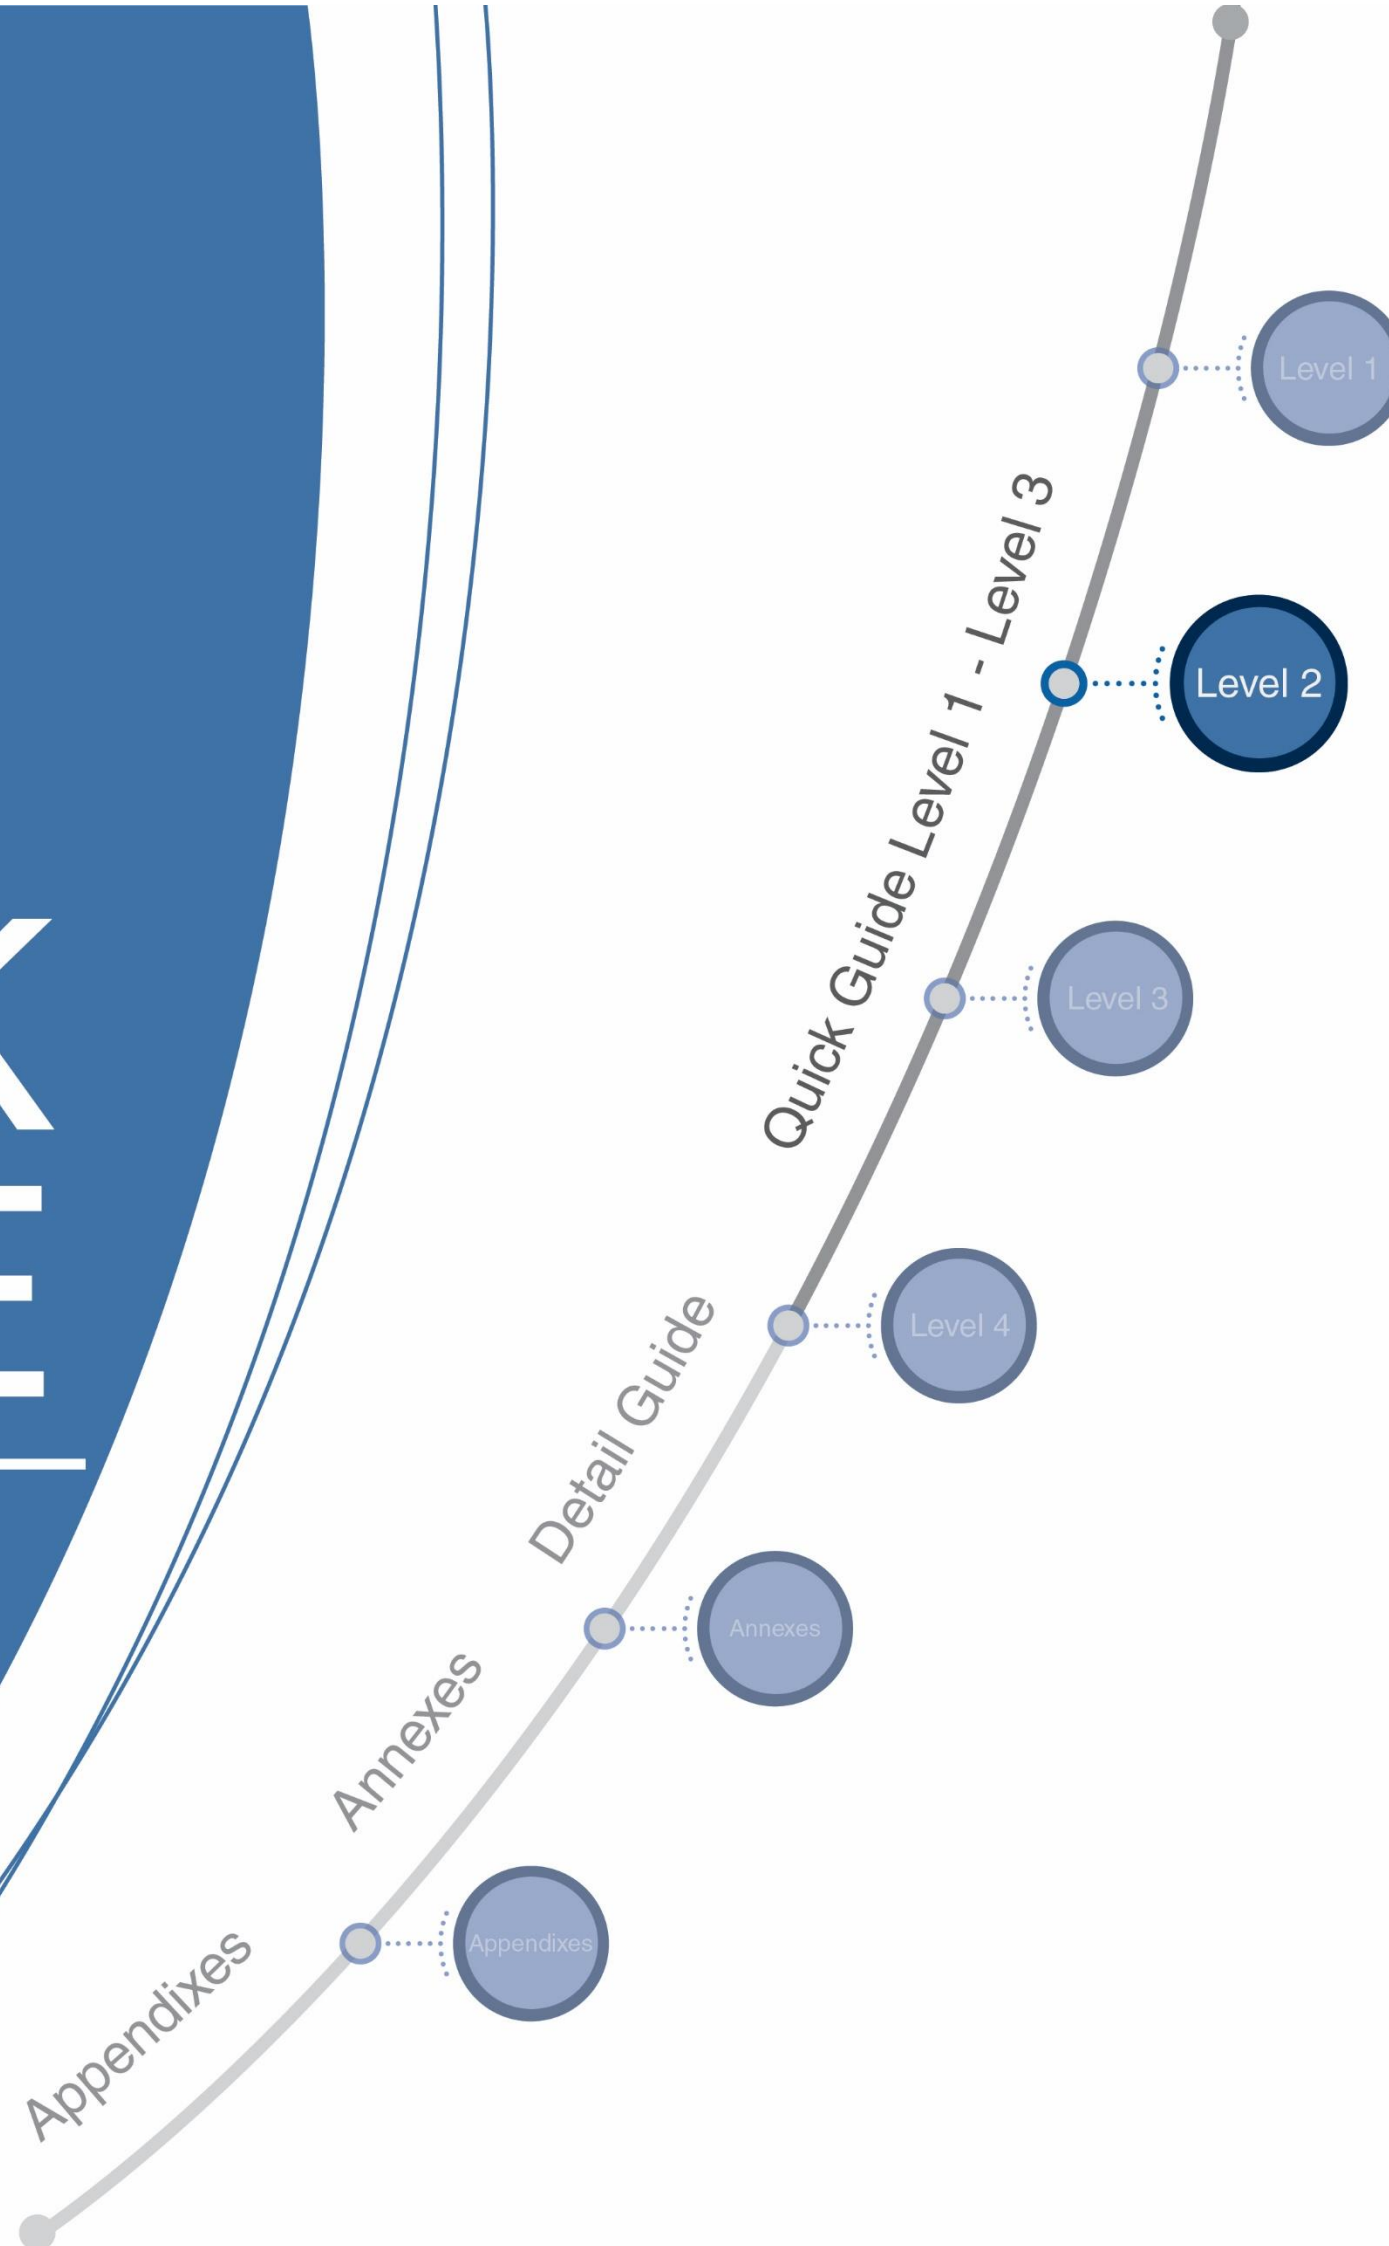 Level 1
Quick Guide Level 1 - Level 3
Level 2
Level 3
Level 4
Detail Guide
Annexes
Annexes
Appendixes
Appendixes